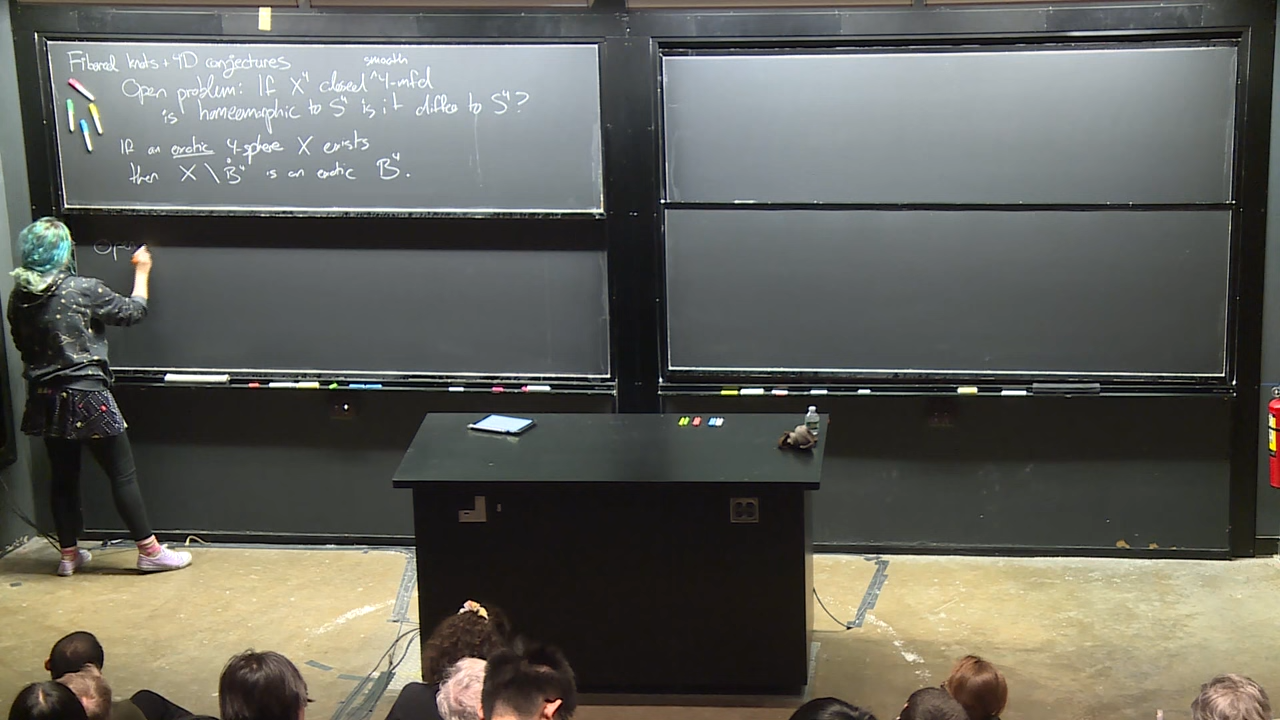 Fibered knots + 4D conjectures
smooth
Open problem: If X⁴ closed ^ 4-mfd
is homeomorphic to S⁴ is it diffeo to S⁴?
If an exotic 4-sphere X exists
then X \ B̊⁴ is an exotic B⁴.
Open